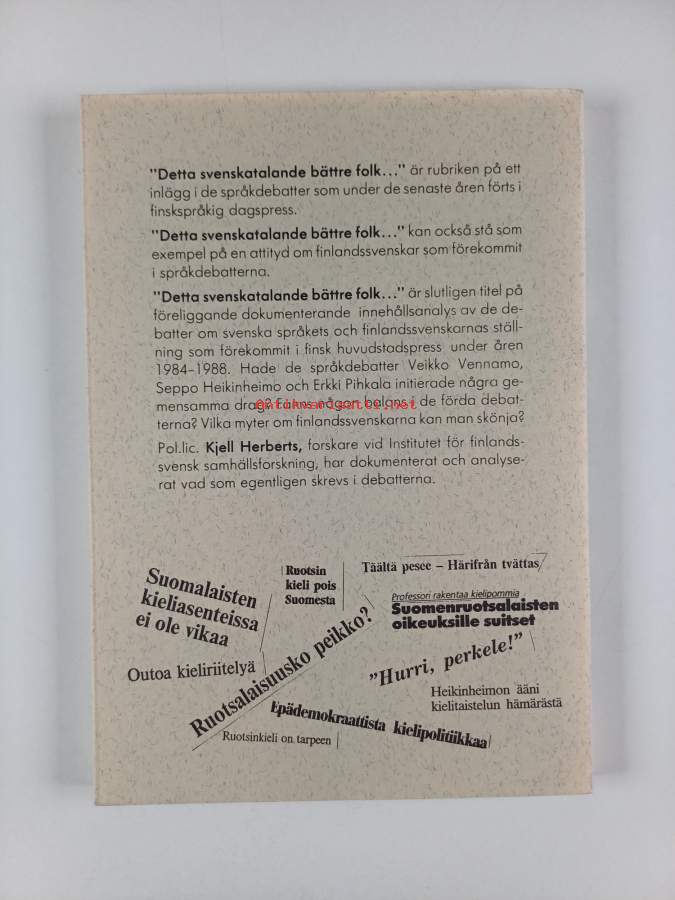 "Detta svenskatalande bättre folk..." är rubriken på ett
inlägg i de språkdebatter som under de senaste åren förts i
finskspråkig dagspress.
"Detta svenskatalande bättre folk..." kan också stå som
exempel på en attityd om finlandssvenskar som förekommit
i språkdebatterna.
"Detta svenskatalande bättre folk..." är slutligen titel på
föreliggande dokumenterande innehållsanalys av de de-
batter om svenska språkets och finlandssvenskarnas ställ-
ning som förekommit i finsk huvudstadspress under åren
1984–1988. Hade de språkdebatter Veikko Vennamo,
Seppo Heikinheimo och Erkki Pihkala initierade några ge-
mensamma drag? Fanns någon balans i de förda debat-
terna? Vilka myter om finlandssvenskarna kan man skönja?
Pol.lic. Kjell Herberts, forskare vid Institutet för finlands-
svensk samhällsforskning, har dokumenterat och analyse-
rat vad som egentligen skrevs i debatterna.
Suomalaisten
kieliasenteissa
ei ole vikaa
Ruotsin
kieli pois
Suomesta
Täältä pesee – Härifrån tvättas
Professori rakentaa kielipommia
Suomenruotsalaisten
oikeuksille suitset
Outoa kieliriitelyä
Ruotsalaisuusko peikko?
"Hurri, perkele!"
Heikinheimon ääni
kielitaistelun hämärästä
Epädemokraattista kielipolitiikkaa
Ruotsinkieli on tarpeen